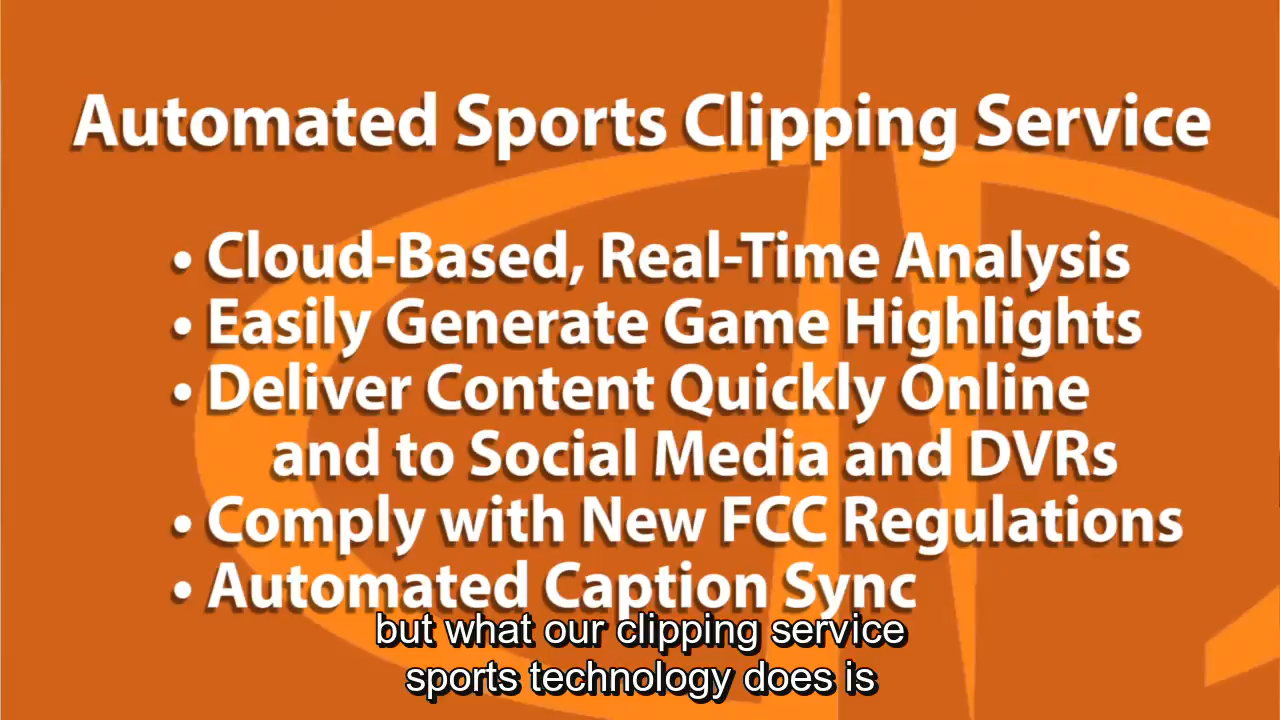 Automated Sports Clipping Service
• Cloud-Based, Real-Time Analysis
• Easily Generate Game Highlights
• Deliver Content Quickly Online
and to Social Media and DVRs
• Comply with New FCC Regulations
• Automated Caption Sync
but what our clipping service
sports technology does is